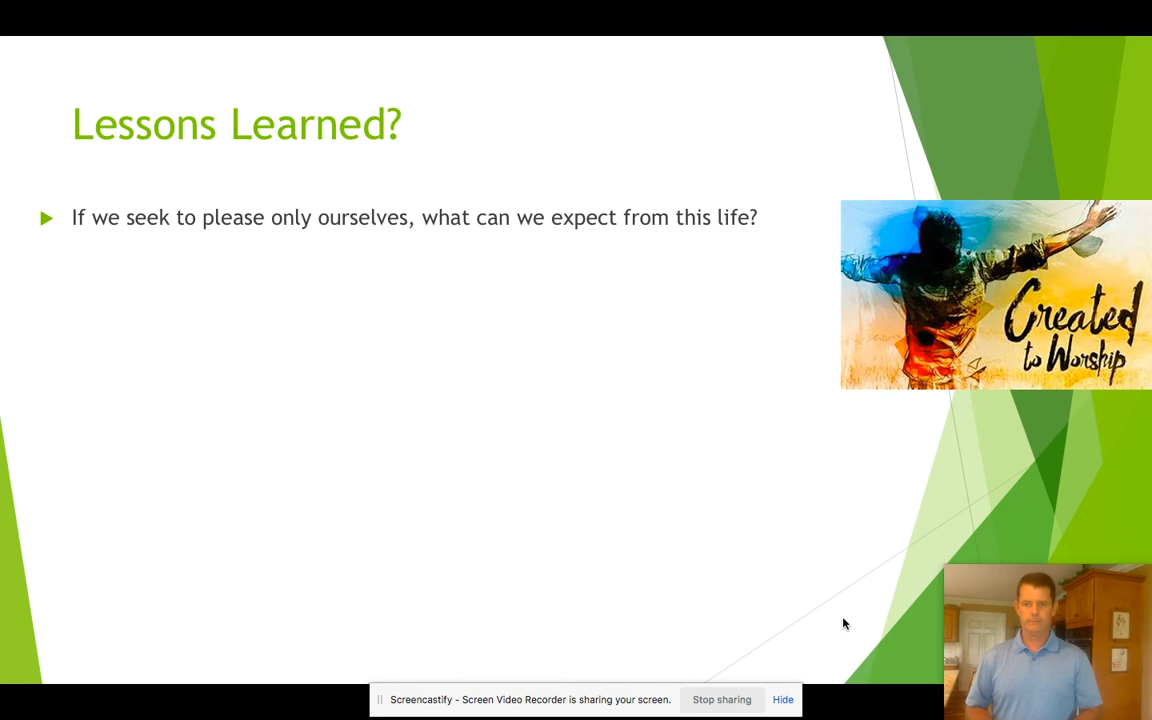 Lessons Learned?
If we seek to please only ourselves, what can we expect from this life?
Created
to Worship
Screencastify - Screen Video Recorder is sharing your screen.
Stop sharing
Hide